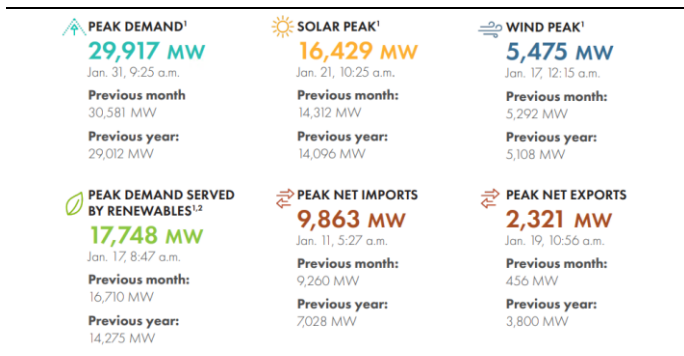 PEAK DEMAND¹
29,917 MW
Jan. 31, 9:25 a.m.
Previous month
30,581 MW
Previous year:
29,012 MW
SOLAR PEAK¹
16,429 MW
Jan. 21, 10:25 a.m.
Previous month:
14,312 MW
Previous year:
14,096 MW
WIND PEAK¹
5,475 MW
Jan. 17, 12:15 a.m.
Previous month:
5,292 MW
Previous year:
5,108 MW
PEAK DEMAND SERVED
BY RENEWABLES¹,²
17,748 MW
Jan. 17, 8:47 a.m.
Previous month:
16,710 MW
Previous year:
14,275 MW
PEAK NET IMPORTS
9,863 MW
Jan. 11, 5:27 a.m.
Previous month:
9,260 MW
Previous year:
7,028 MW
PEAK NET EXPORTS
2,321 MW
Jan. 19, 10:56 a.m.
Previous month:
456 MW
Previous year:
3,800 MW